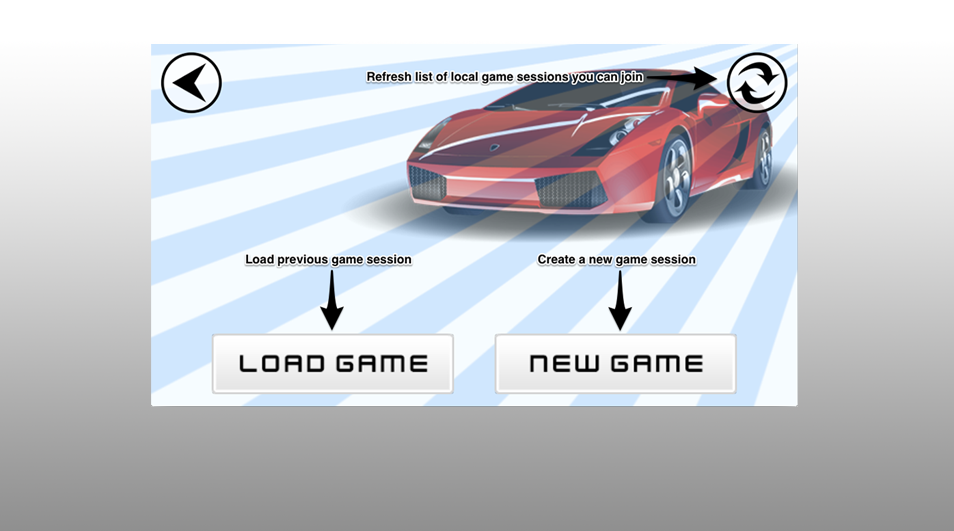 Refresh list of local game sessions you can join
Load previous game session
Create a new game session
LOAD GAME
NEW GAME